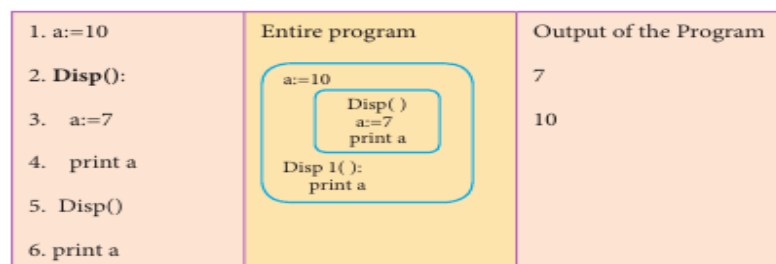 1. a:=10
2. Disp():
3. a:=7
4. print a
5. Disp()
6. print a
Entire program
a:=10
Disp( )
a:=7
print a
Disp 1( ):
print a
Output of the Program
7
10